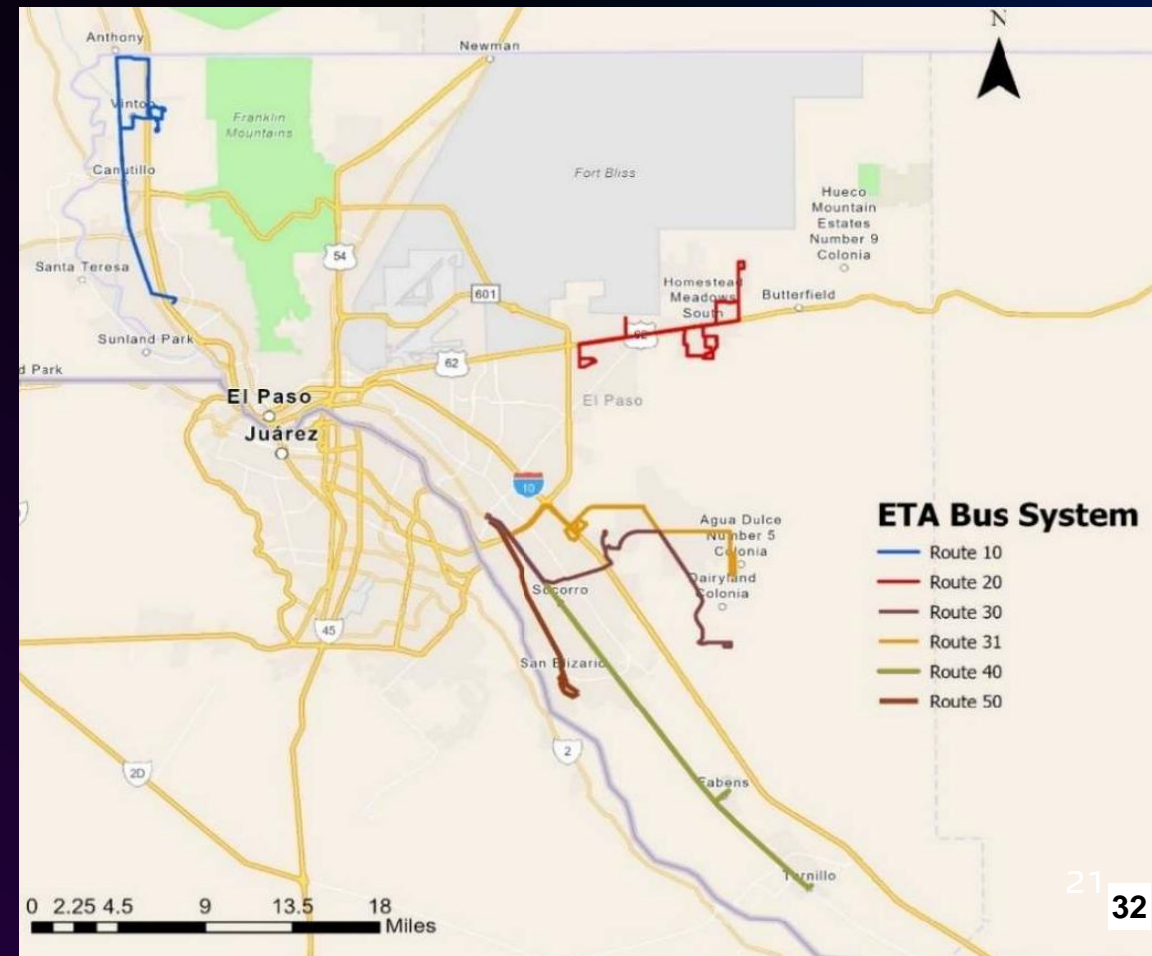 N
Anthony
Newman
Vinton
Franklin
Mountains
Canutillo
Fort Bliss
Hueco
Mountain
Estates
Number 9
Colonia
54
Santa Teresa
601
Homestead
Meadows
South
Butterfield
Sunland Park
62
62
d Park
El Paso
El Paso
Juárez
10
Agua Dulce
Number 5
Colonia
Dairyland
Colonia
Socorro
45
San Elizario
2
2D
Fabens
Tornillo
ETA Bus System
Route 10
Route 20
Route 30
Route 31
Route 40
Route 50
0 2.25 4.5 9 13.5 18
Miles
21
32